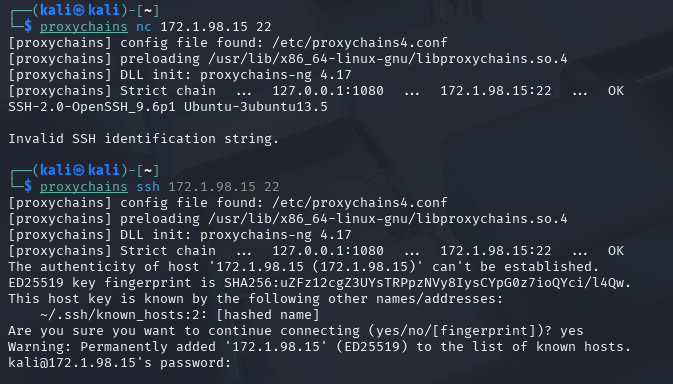 ┌──(kali㉿kali)-[~]
└─$ proxychains nc 172.1.98.15 22
[proxychains] config file found: /etc/proxychains4.conf
[proxychains] preloading /usr/lib/x86_64-linux-gnu/libproxychains.so.4
[proxychains] DLL init: proxychains-ng 4.17
[proxychains] Strict chain  ...  127.0.0.1:1080  ...  172.1.98.15:22  ...  OK
SSH-2.0-OpenSSH_9.6p1 Ubuntu-3ubuntu13.5
Invalid SSH identification string.
┌──(kali㉿kali)-[~]
└─$ proxychains ssh 172.1.98.15 22
[proxychains] config file found: /etc/proxychains4.conf
[proxychains] preloading /usr/lib/x86_64-linux-gnu/libproxychains.so.4
[proxychains] DLL init: proxychains-ng 4.17
[proxychains] Strict chain  ...  127.0.0.1:1080  ...  172.1.98.15:22  ...  OK
The authenticity of host '172.1.98.15 (172.1.98.15)' can't be established.
ED25519 key fingerprint is SHA256:uZFz12cgZ3UYsTRPpzNVy8IysCYpG0z7ioQYci/l4Qw.
This host key is known by the following other names/addresses:
    ~/.ssh/known_hosts:2: [hashed name]
Are you sure you want to continue connecting (yes/no/[fingerprint])? yes
Warning: Permanently added '172.1.98.15' (ED25519) to the list of known hosts.
kali@172.1.98.15's password: